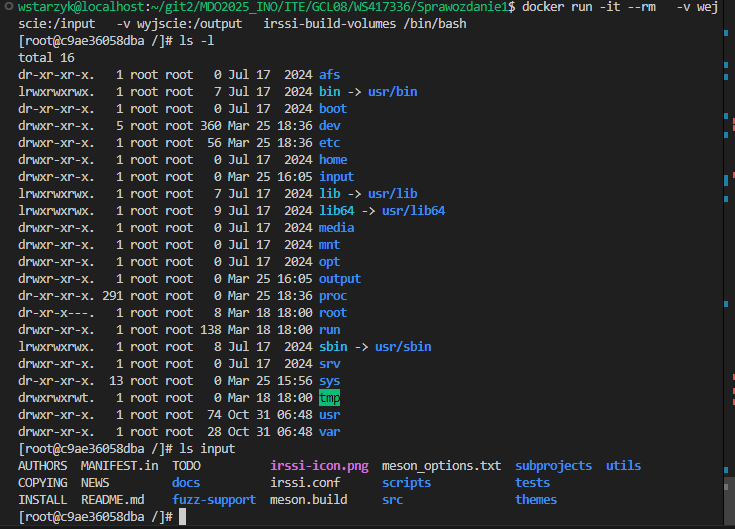 wstarzyk@localhost:~/git2/MDO2025_INO/ITE/GCL08/WS417336/Sprawozdanie1$ docker run -it --rm   -v wej
scie:/input   -v wyjscie:/output   irssi-build-volumes /bin/bash
[root@c9ae36058dba /]# ls -l
total 16
dr-xr-xr-x.   1 root root   0 Jul 17  2024 afs
lrwxrwxrwx.   1 root root   7 Jul 17  2024 bin -> usr/bin
dr-xr-xr-x.   1 root root   0 Jul 17  2024 boot
drwxr-xr-x.   5 root root 360 Mar 25 18:36 dev
drwxr-xr-x.   1 root root  56 Mar 25 18:36 etc
drwxr-xr-x.   1 root root   0 Jul 17  2024 home
drwxr-xr-x.   1 root root   0 Mar 25 16:05 input
lrwxrwxrwx.   1 root root   7 Jul 17  2024 lib -> usr/lib
lrwxrwxrwx.   1 root root   9 Jul 17  2024 lib64 -> usr/lib64
drwxr-xr-x.   1 root root   0 Jul 17  2024 media
drwxr-xr-x.   1 root root   0 Jul 17  2024 mnt
drwxr-xr-x.   1 root root   0 Jul 17  2024 opt
drwxr-xr-x.   1 root root   0 Mar 25 16:05 output
dr-xr-xr-x. 291 root root   0 Mar 25 18:36 proc
dr-xr-x---.   1 root root   8 Mar 18 18:00 root
drwxr-xr-x.   1 root root 138 Mar 18 18:00 run
lrwxrwxrwx.   1 root root   8 Jul 17  2024 sbin -> usr/sbin
drwxr-xr-x.   1 root root   0 Jul 17  2024 srv
dr-xr-xr-x.  13 root root   0 Mar 25 15:56 sys
drwxrwxrwt.   1 root root   0 Mar 18 18:00 tmp
drwxr-xr-x.   1 root root  74 Oct 31 06:48 usr
drwxr-xr-x.   1 root root  28 Oct 31 06:48 var
[root@c9ae36058dba /]# ls input
AUTHORS  MANIFEST.in  TODO          irssi-icon.png  meson_options.txt  subprojects  utils
COPYING  NEWS         docs          irssi.conf      scripts            tests
INSTALL  README.md    fuzz-support  meson.build     src                themes
[root@c9ae36058dba /]#